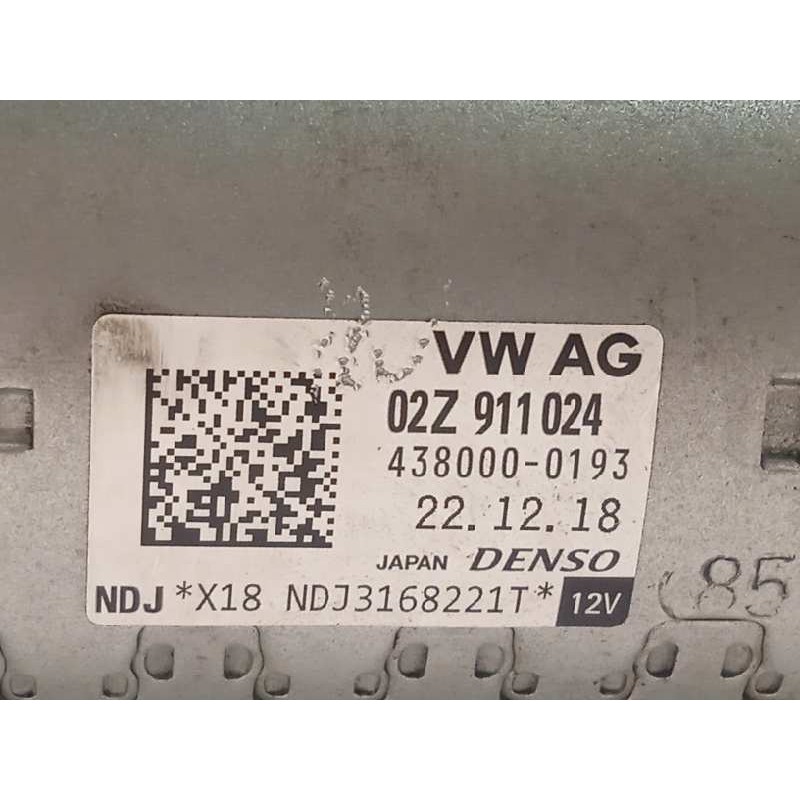 VW AG
02Z 911 024
438000-0193
22.12.18
JAPAN DENSO
NDJ *X18 NDJ3168221T* 12V
85